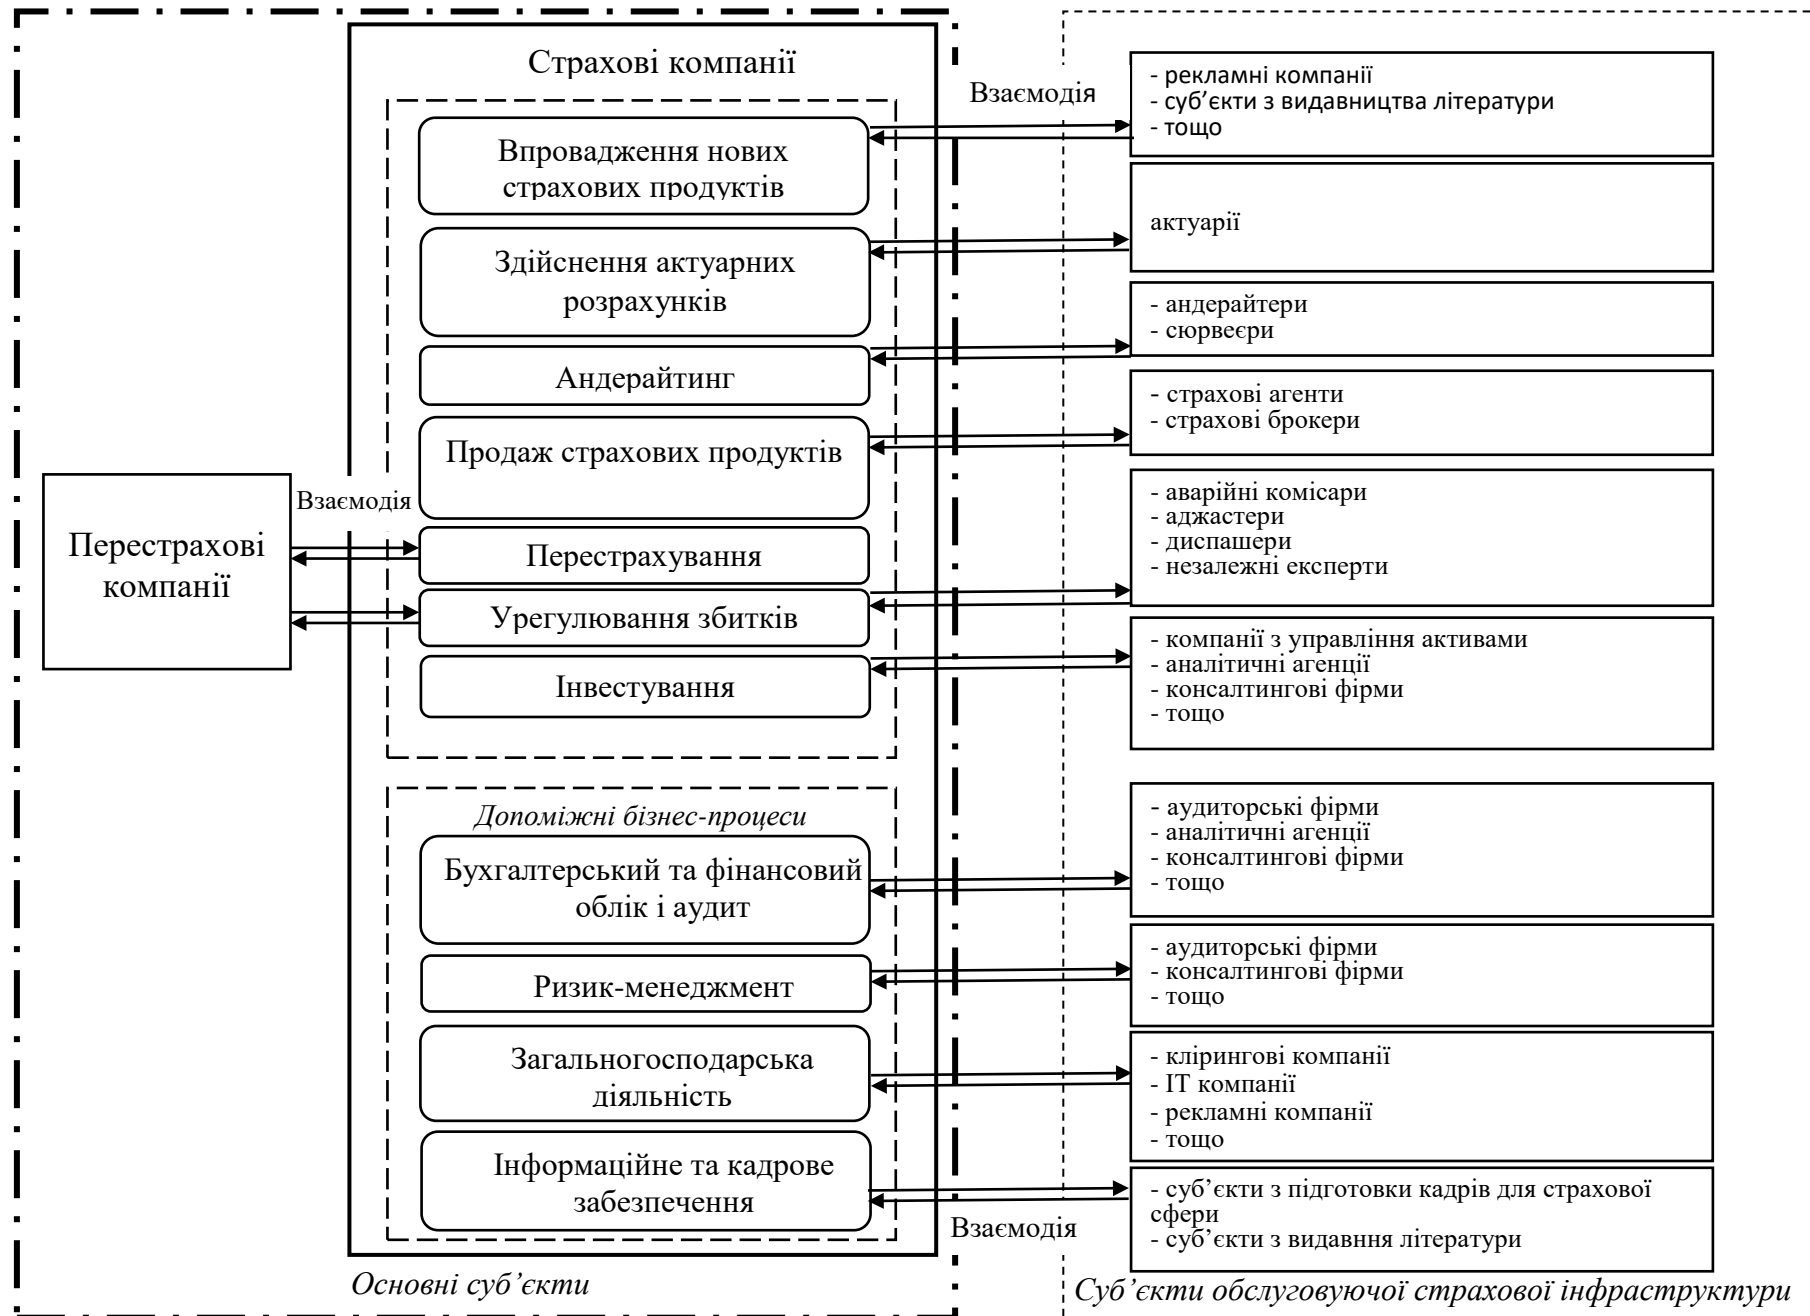 Страхові компанії
Взаємодія
Впровадження нових
страхових продуктів
- рекламні компанії
- суб’єкти з видавництва літератури
- тощо
Здійснення актуарних
розрахунків
актуарії
Андерайтинг
- андерайтери
- сюрвеєри
Продаж страхових продуктів
- страхові агенти
- страхові брокери
Перестрахові
компанії
Взаємодія
Перестрахування
Урегулювання збитків
- аварійні комісари
- аджастери
- диспашери
- незалежні експерти
Інвестування
- компанії з управління активами
- аналітичні агенції
- консалтингові фірми
- тощо
Допоміжні бізнес-процеси
Бухгалтерський та фінансовий
облік і аудит
- аудиторські фірми
- аналітичні агенції
- консалтингові фірми
- тощо
Ризик-менеджмент
- аудиторські фірми
- консалтингові фірми
- тощо
Загальногосподарська
діяльність
- клірингові компанії
- ІТ компанії
- рекламні компанії
- тощо
Інформаційне та кадрове
забезпечення
- суб’єкти з підготовки кадрів для страхової
сфери
- суб’єкти з видавння літератури
Взаємодія
Основні суб’єкти
Суб’єкти обслуговуючої страхової інфраструктури